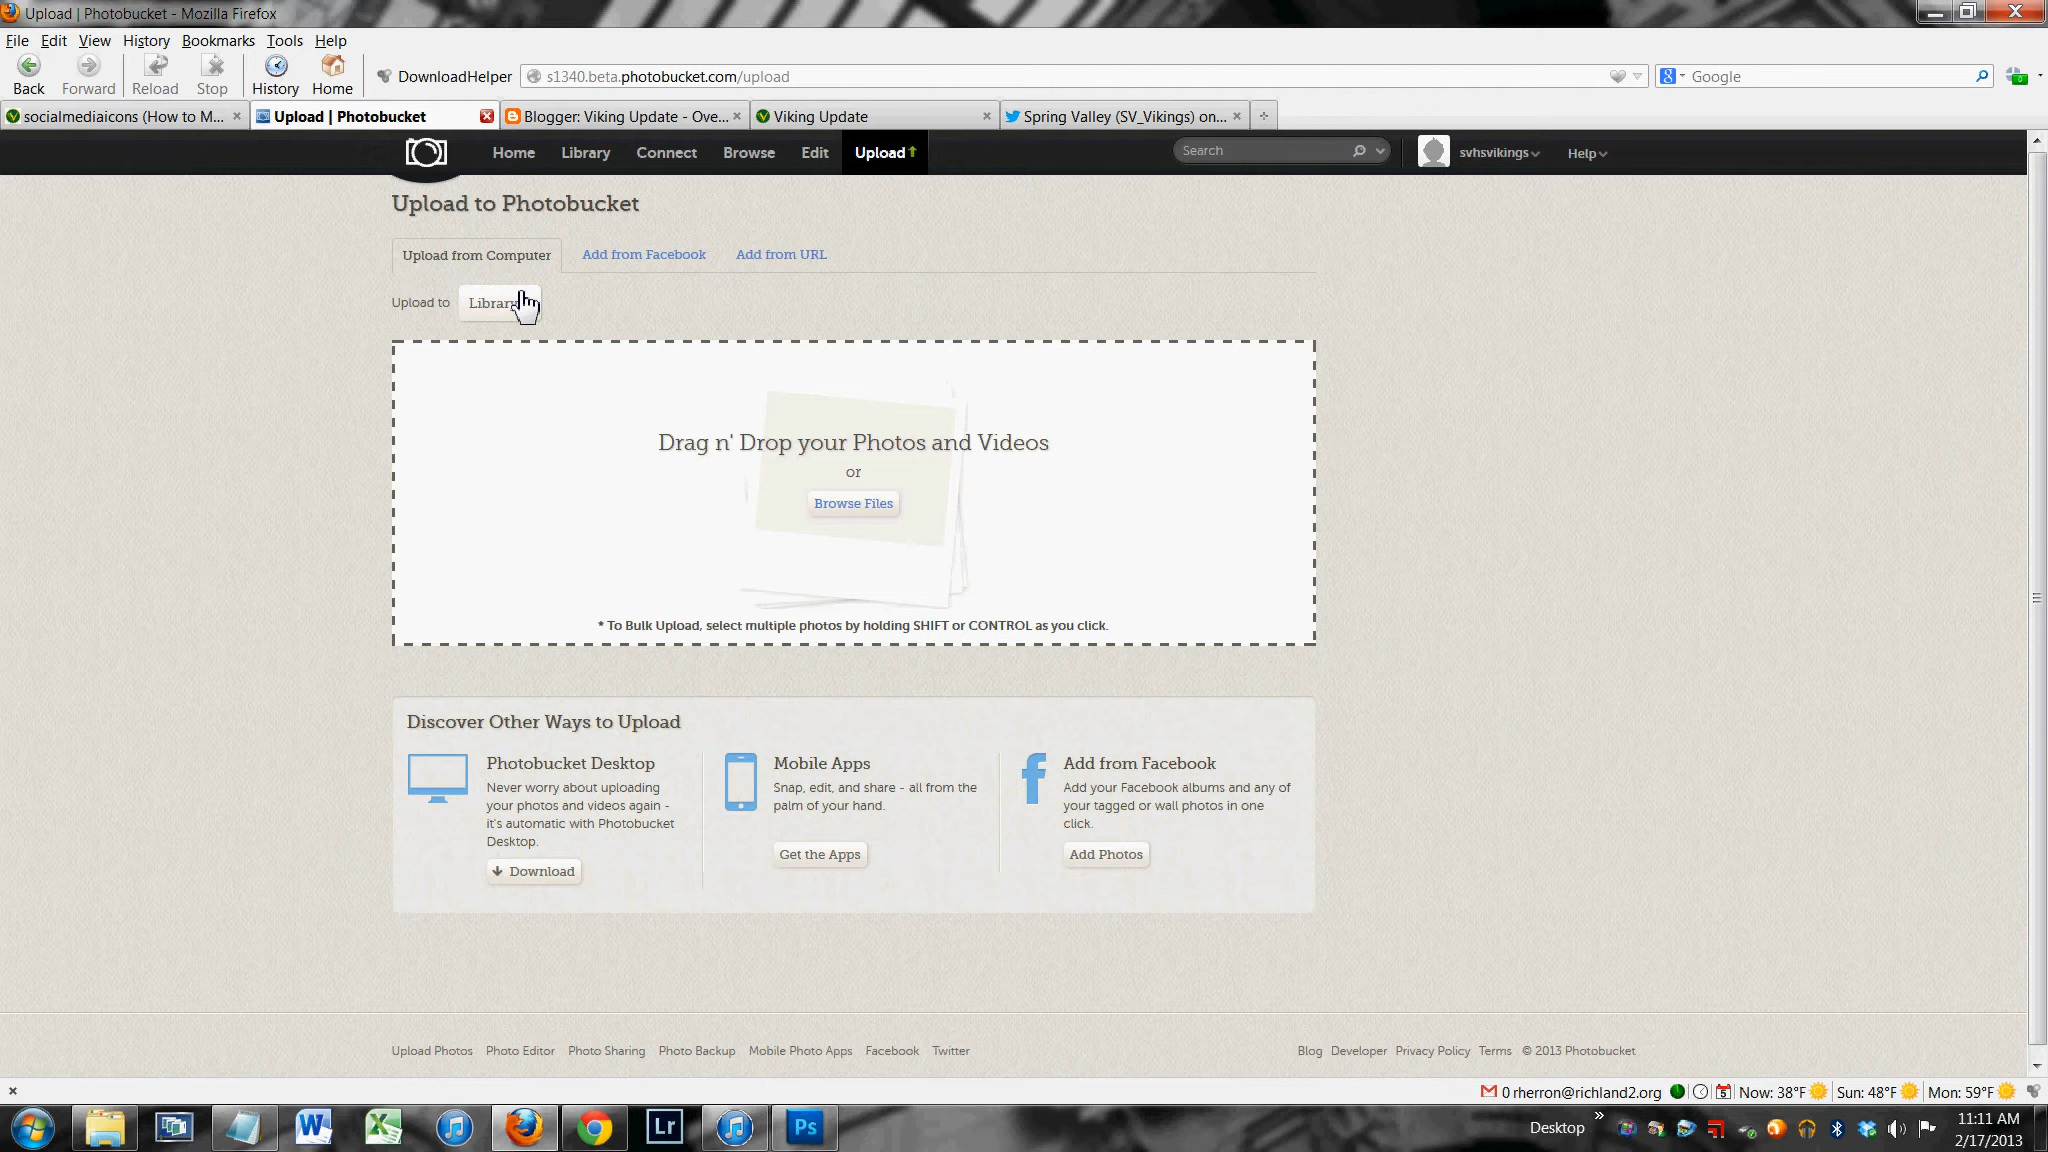 Upload | Photobucket - Mozilla Firefox
File Edit View History Bookmarks Tools Help
Back Forward Reload Stop History Home DownloadHelper s1340.beta.photobucket.com/upload Google
socialmediaicons (How to M... Upload | Photobucket Blogger: Viking Update - Ove... Viking Update Spring Valley (SV_Vikings) on...
Home Library Connect Browse Edit Upload Search svhsvikings Help
Upload to Photobucket
Upload from Computer Add from Facebook Add from URL
Upload to Library
Drag n' Drop your Photos and Videos
or
Browse Files
* To Bulk Upload, select multiple photos by holding SHIFT or CONTROL as you click.
Discover Other Ways to Upload
Photobucket Desktop
Never worry about uploading
your photos and videos again -
it's automatic with Photobucket
Desktop.
Download
Mobile Apps
Snap, edit, and share - all from the
palm of your hand.
Get the Apps
Add from Facebook
Add your Facebook albums and any of
your tagged or wall photos in one
click.
Add Photos
Upload Photos Photo Editor Photo Sharing Photo Backup Mobile Photo Apps Facebook Twitter Blog Developer Privacy Policy Terms © 2013 Photobucket
0 rherron@richland2.org 5 Now: 38°F Sun: 48°F Mon: 59°F
Lr Ps Desktop 11:11 AM
2/17/2013